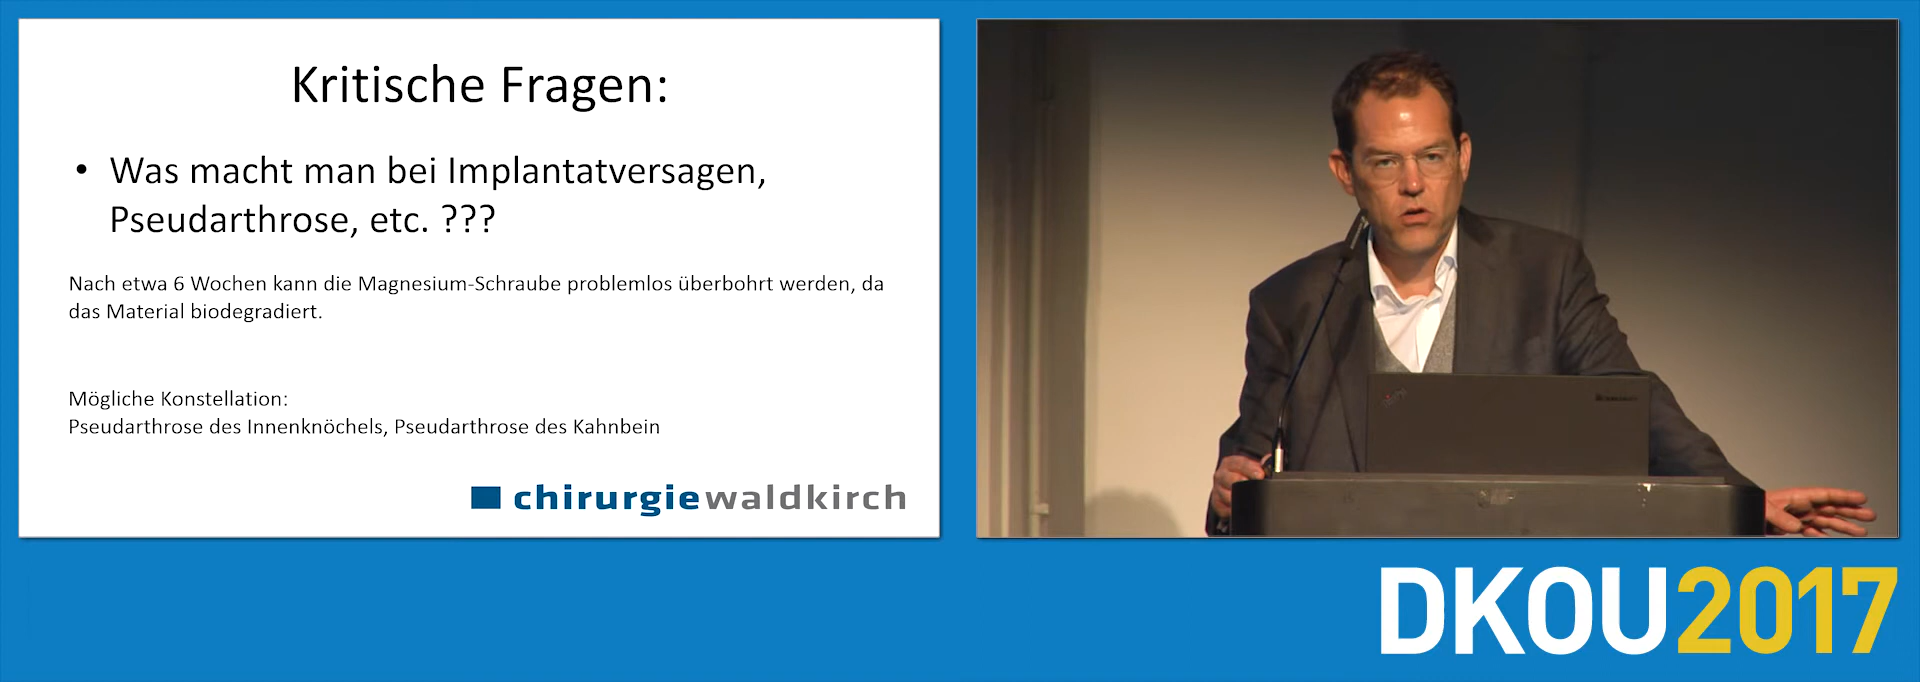 Kritische Fragen:
• Was macht man bei Implantatversagen,
Pseudarthrose, etc. ???
Nach etwa 6 Wochen kann die Magnesium-Schraube problemlos überbohrt werden, da
das Material biodegradiert.
Mögliche Konstellation:
Pseudarthrose des Innenknöchels, Pseudarthrose des Kahnbein
chirurgiewaldkirch
DKOU2017